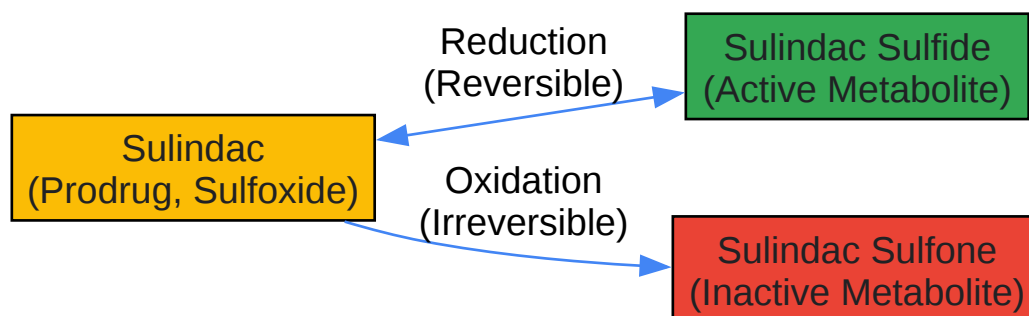 Reduction
(Reversible)
Sulindac Sulfide
(Active Metabolite)
Sulindac
(Prodrug, Sulfoxide)
Oxidation
(Irreversible)
Sulindac Sulfone
(Inactive Metabolite)